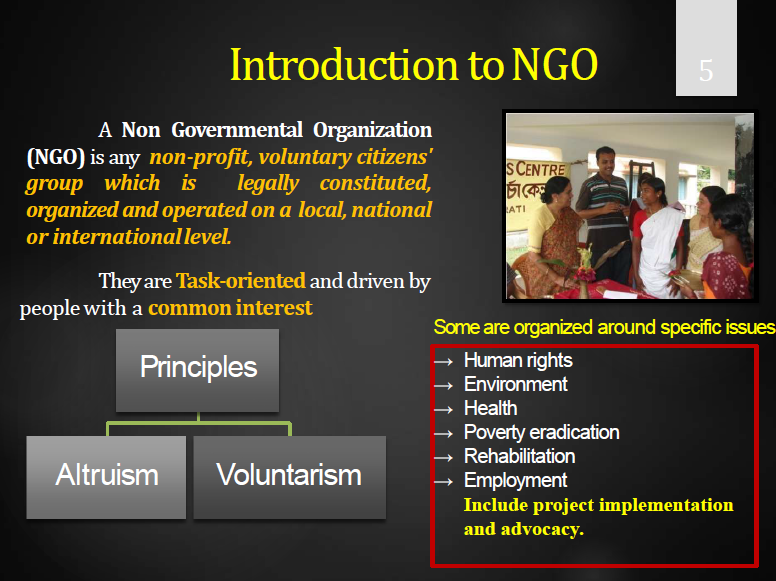 Introduction to NGO
5
A Non Governmental Organization
(NGO) is any non-profit, voluntary citizens'
group which is legally constituted,
organized and operated on a local, national
or international level.
They are Task-oriented and driven by
people with a common interest
Principles
Altruism
Voluntarism
S CENTRE
র্চাকে
RATI
Some are organized around specific issues
→ Human rights
→ Environment
→ Health
→ Poverty eradication
→ Rehabilitation
→ Employment
Include project implementation
and advocacy.